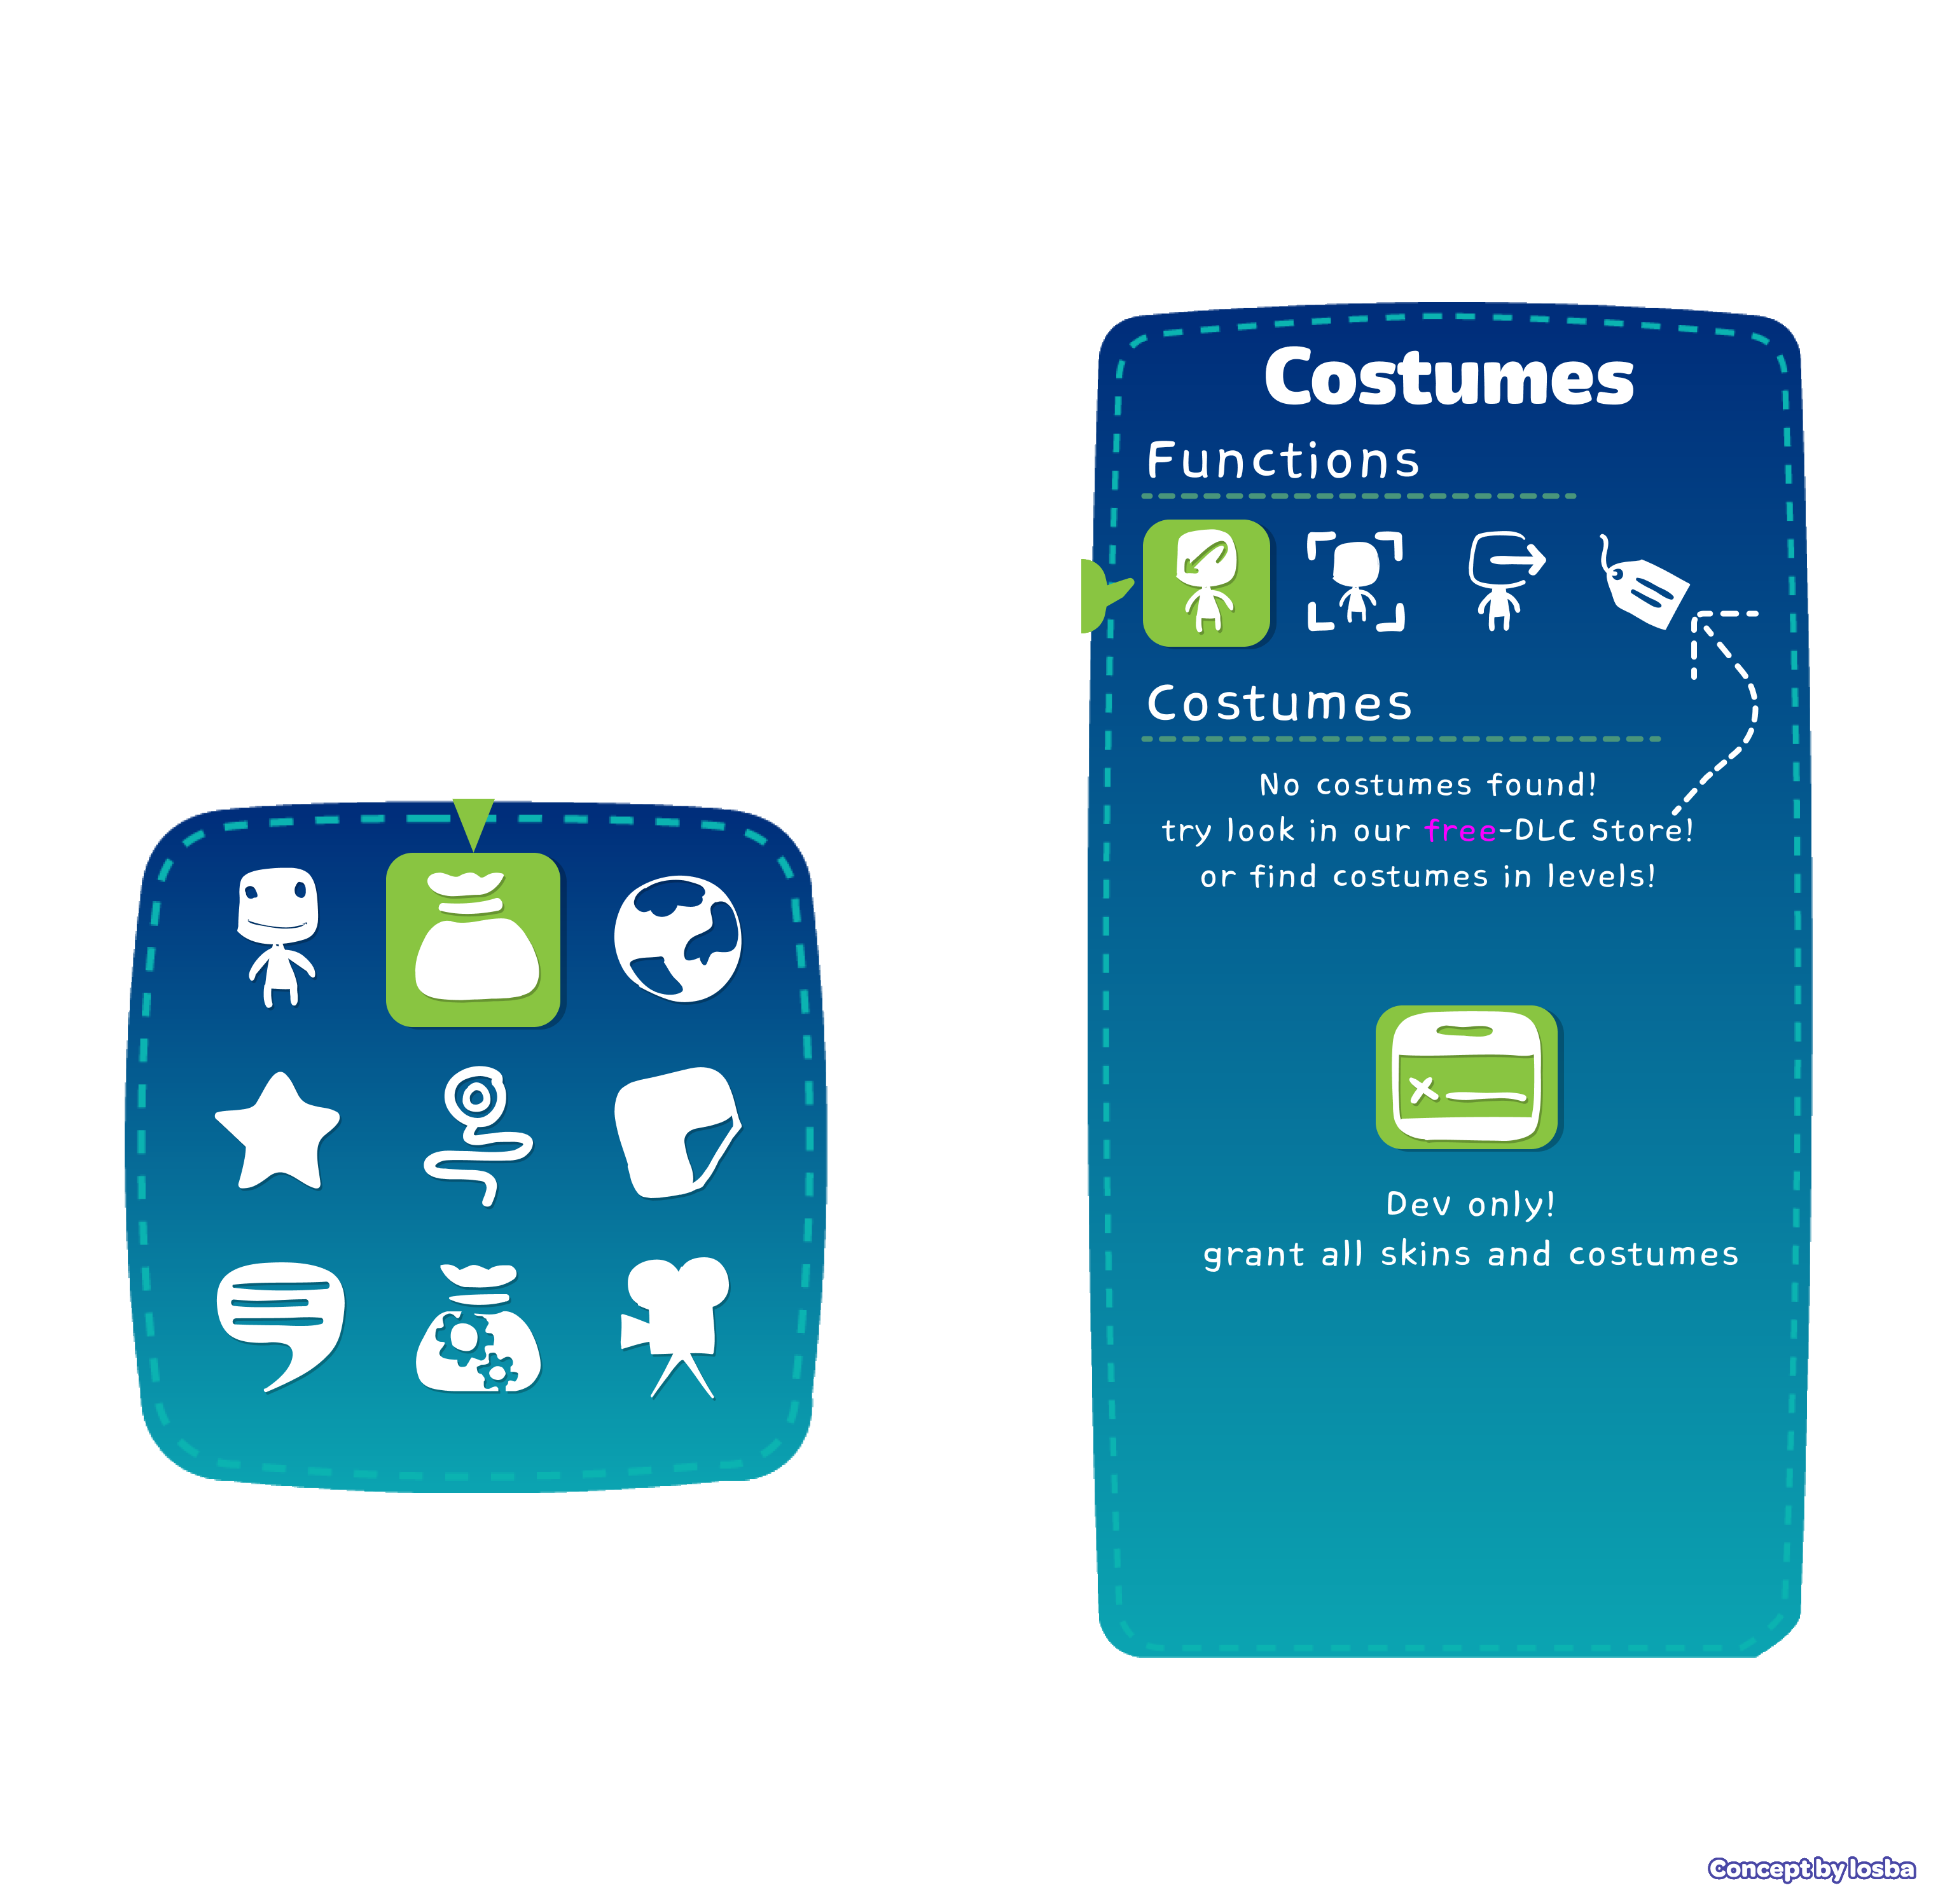 Costumes
Functions
Costumes
No costumes found!
try look in our free-DLC Store!
or find costumes in levels!
Dev only!
grant all skins and costumes
Concept by losba